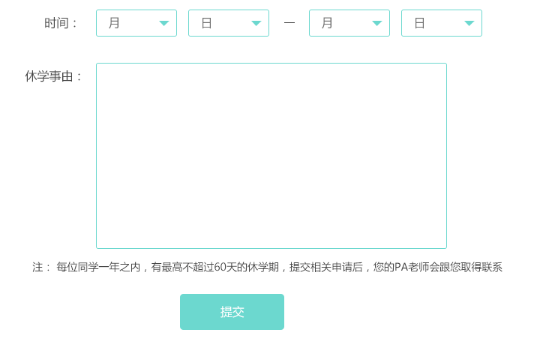 时间： 月 日 — 月 日
休学事由：
注： 每位同学一年之内，有最高不超过60天的休学期，提交相关申请后，您的PA老师会跟您取得联系
提交